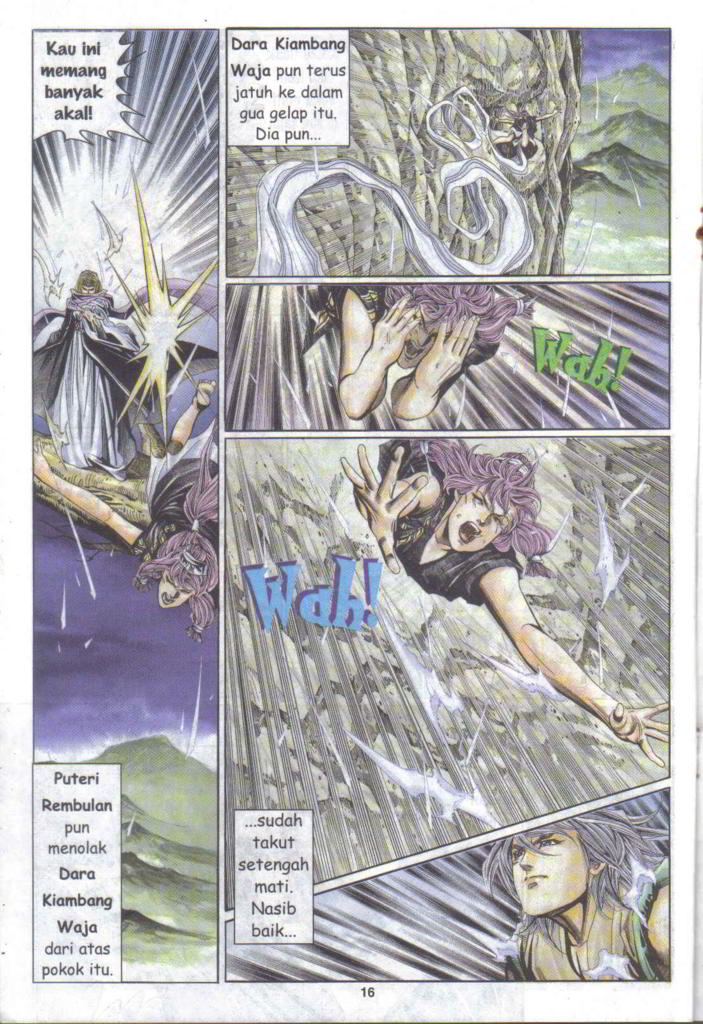 Kau ini
memang
banyak
akal!
Puteri
Rembulan
pun
menolak
Dara
Kiambang
Waja
dari atas
pokok itu.
Dara Kiambang
Waja pun terus
jatuh ke dalam
gua gelap itu.
Dia pun...
Wah!
Wah!
...sudah
takut
setengah
mati.
Nasib
baik...
16